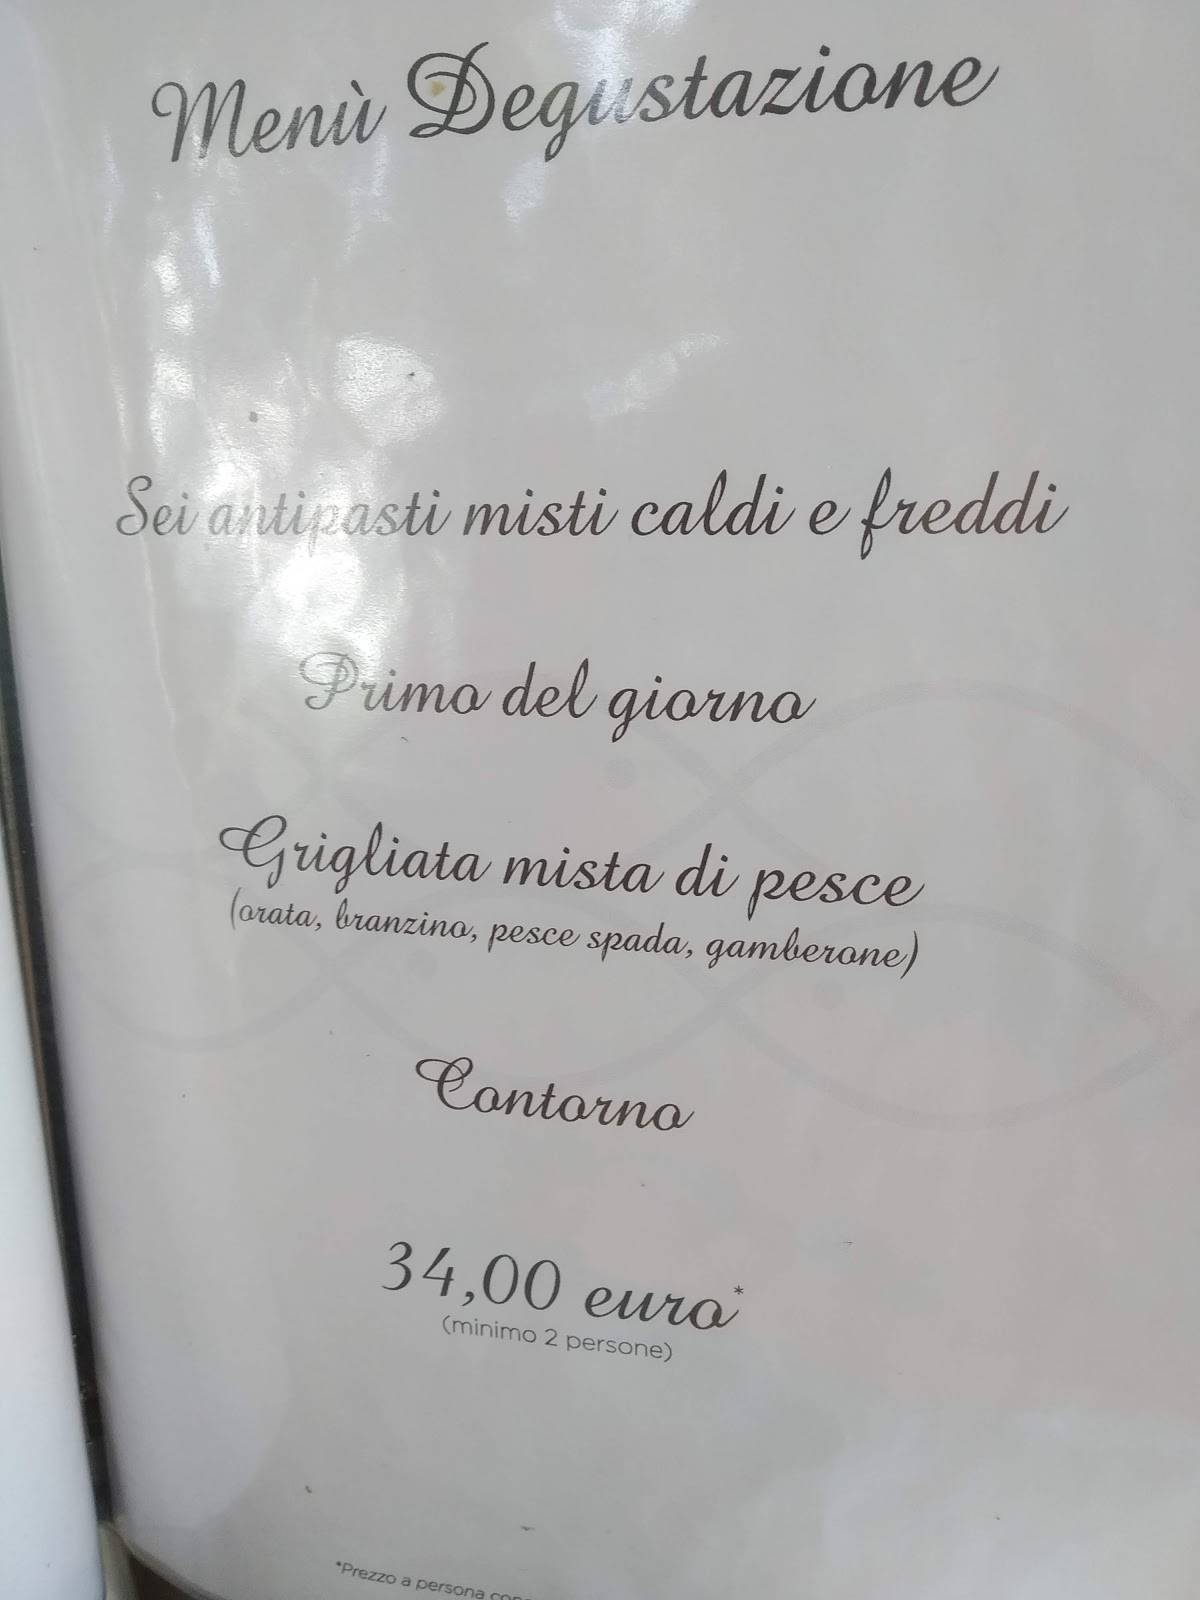 Menù Degustazione
Sei antipasti misti caldi e freddi
Primo del giorno
Grigliata mista di pesce
(orata, branzino, pesce spada, gamberone)
Contorno
34,00 euro*
(minimo 2 persone)
*Prezzo a persona